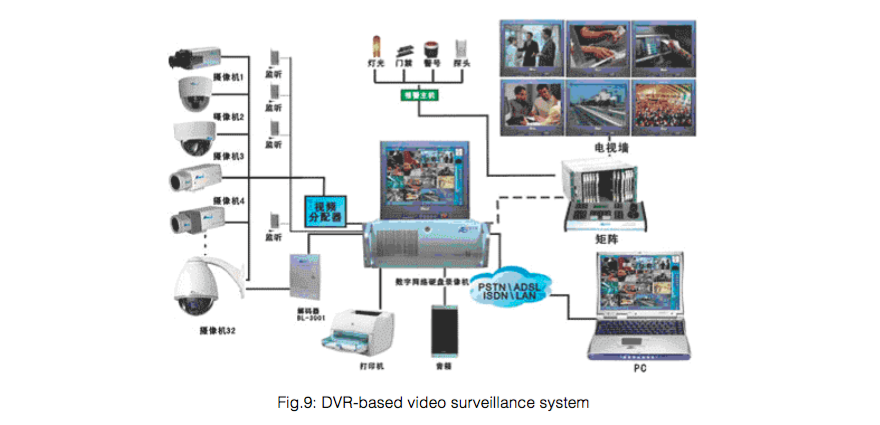 摄像机1
摄像机2
摄像机3
摄像机4
摄像机32
监听
监听
监听
监听
灯光
门禁
警号
探头
报警主机
电视墙
矩阵
视频
分配器
解码器
BL-3001
数字网络硬盘录像机
PSTN\ADSL
ISDN\LAN
打印机
音箱
PC
Fig.9: DVR-based video surveillance system